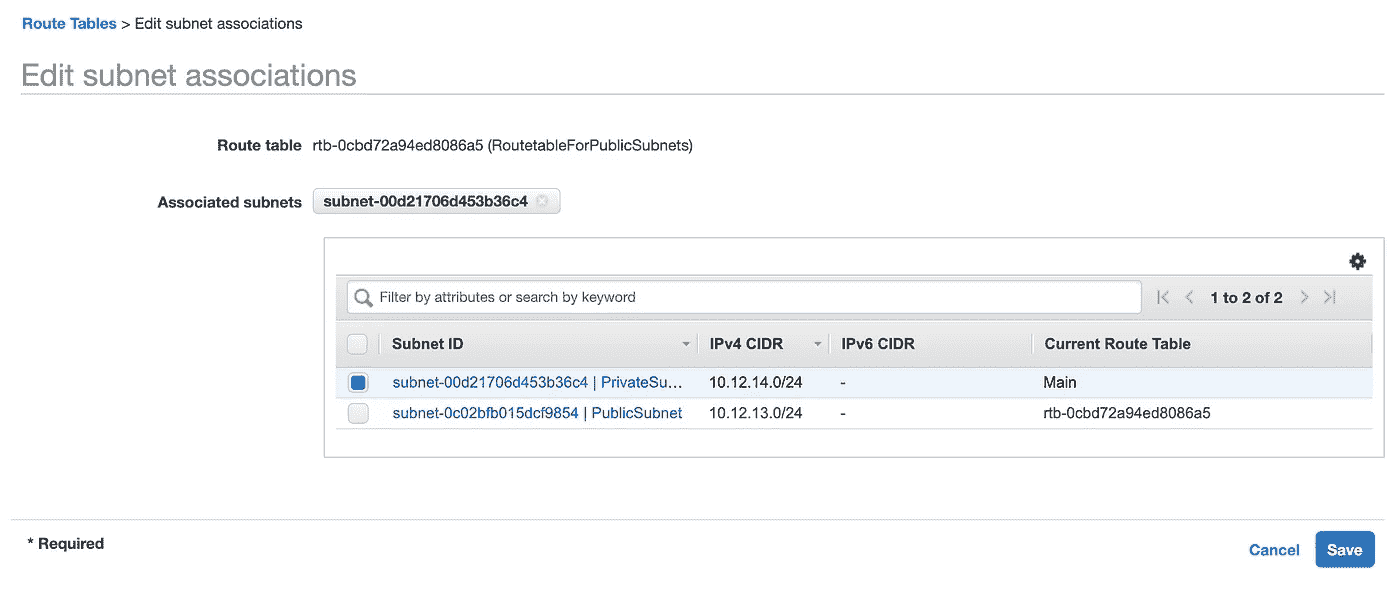 Route Tables > Edit subnet associations
Edit subnet associations
Route table rtb-0cbd72a94ed8086a5 (RoutetableForPublicSubnets)
Associated subnets subnet-00d21706d453b36c4
Filter by attributes or search by keyword 1 to 2 of 2
Subnet ID IPv4 CIDR IPv6 CIDR Current Route Table
subnet-00d21706d453b36c4 | PrivateSu... 10.12.14.0/24 - Main
subnet-0c02bfb015dcf9854 | PublicSubnet 10.12.13.0/24 - rtb-0cbd72a94ed8086a5
* Required
Cancel Save